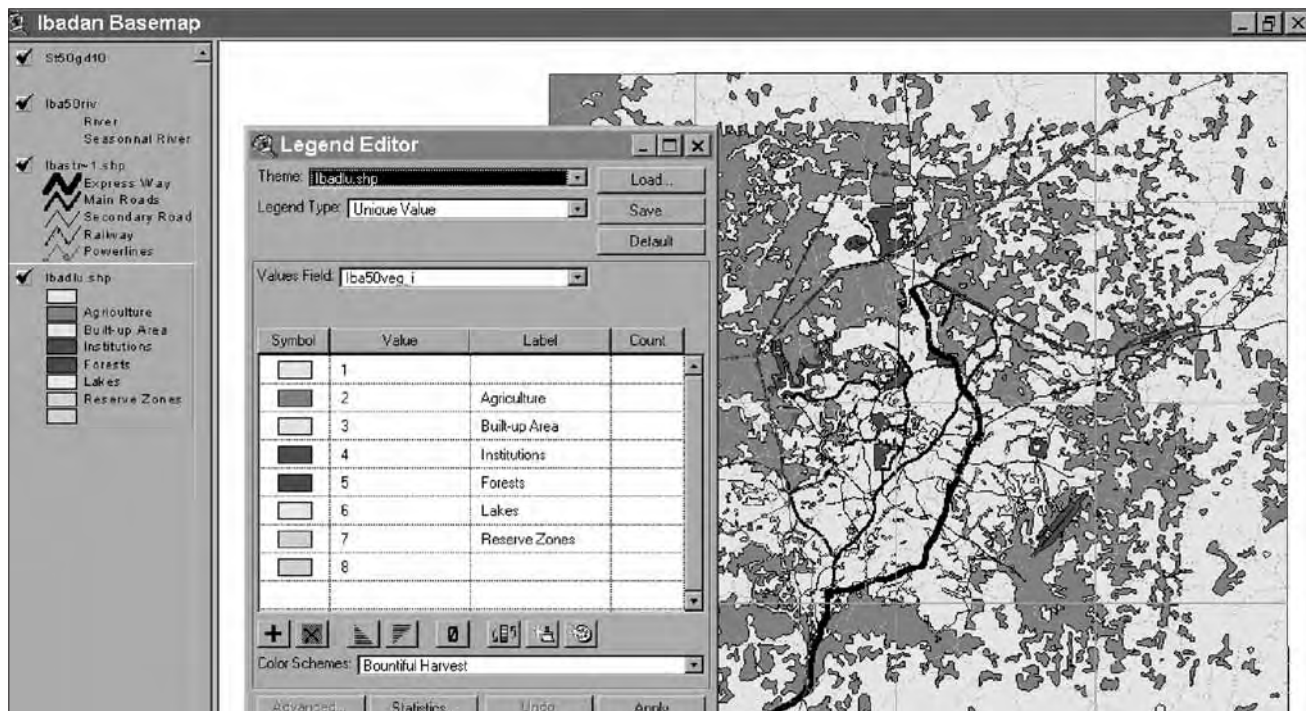 Ibadan Basemap
St50gd10
Iba50riv
River
Seasonnal River
Ibastr~1.shp
Express Way
Main Roads
Secondary Road
Railway
Powerlines
Ibadlu.shp
Agriculture
Built-up Area
Institutions
Forests
Lakes
Reserve Zones
Legend Editor
Theme: Ibadlu.shp
Load...
Legend Type: Unique Value
Save...
Default
Values Field: Iba50veg_i
Symbol Value Label Count
1
2 Agriculture
3 Built-up Area
4 Institutions
5 Forests
6 Lakes
7 Reserve Zones
8
Color Schemes: Bountiful Harvest
Advanced... Statistics... Undo Apply